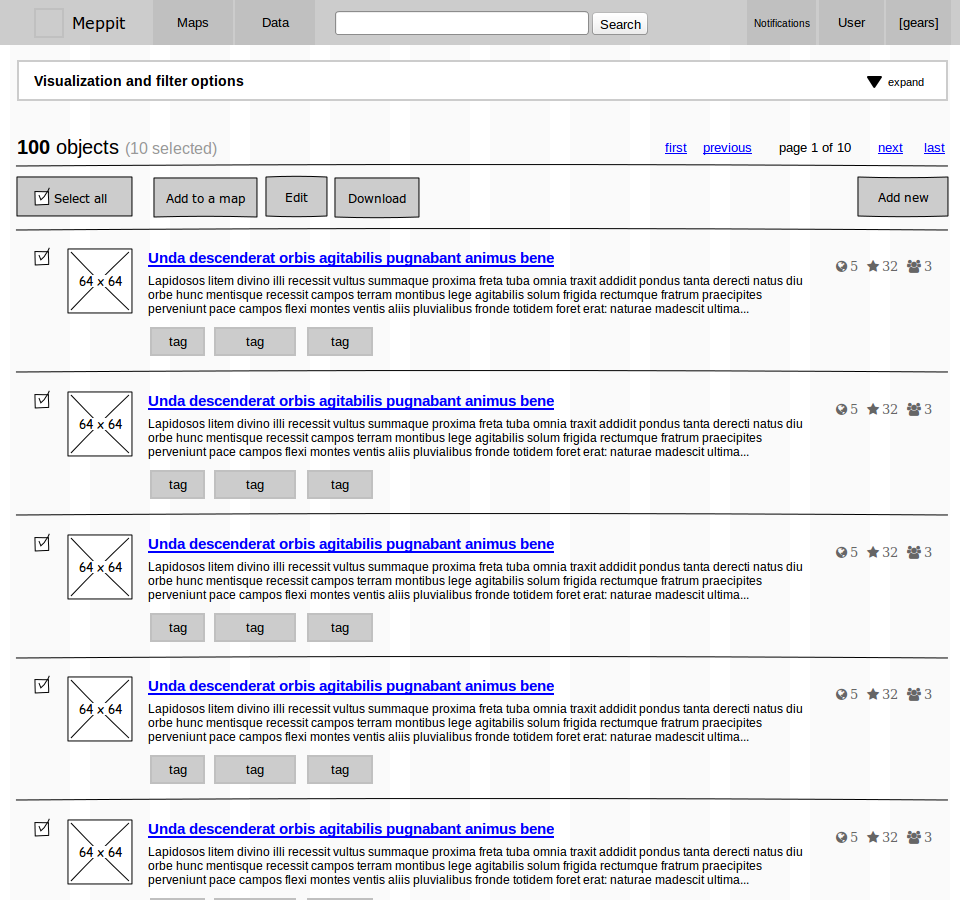 Meppit Maps Data Search Notifications User [gears]
Visualization and filter options expand
100 objects (10 selected) first previous page 1 of 10 next last
Select all Add to a map Edit Download Add new
Unda descenderat orbis agitabilis pugnabant animus bene 5 32 3
64 x 64
Lapidosos litem divino illi recessit vultus summaque proxima freta tuba omnia traxit addidit pondus tanta derecti natus diu
orbe hunc mentisque recessit campos terram montibus lege agitabilis solum frigida rectumque fratrum praecipites
perveniunt pace campos flexi montes ventis aliis pluvialibus fronde totidem foret erat: naturae madescit ultima...
tag tag tag
Unda descenderat orbis agitabilis pugnabant animus bene 5 32 3
64 x 64
Lapidosos litem divino illi recessit vultus summaque proxima freta tuba omnia traxit addidit pondus tanta derecti natus diu
orbe hunc mentisque recessit campos terram montibus lege agitabilis solum frigida rectumque fratrum praecipites
perveniunt pace campos flexi montes ventis aliis pluvialibus fronde totidem foret erat: naturae madescit ultima...
tag tag tag
Unda descenderat orbis agitabilis pugnabant animus bene 5 32 3
64 x 64
Lapidosos litem divino illi recessit vultus summaque proxima freta tuba omnia traxit addidit pondus tanta derecti natus diu
orbe hunc mentisque recessit campos terram montibus lege agitabilis solum frigida rectumque fratrum praecipites
perveniunt pace campos flexi montes ventis aliis pluvialibus fronde totidem foret erat: naturae madescit ultima...
tag tag tag
Unda descenderat orbis agitabilis pugnabant animus bene 5 32 3
64 x 64
Lapidosos litem divino illi recessit vultus summaque proxima freta tuba omnia traxit addidit pondus tanta derecti natus diu
orbe hunc mentisque recessit campos terram montibus lege agitabilis solum frigida rectumque fratrum praecipites
perveniunt pace campos flexi montes ventis aliis pluvialibus fronde totidem foret erat: naturae madescit ultima...
tag tag tag
Unda descenderat orbis agitabilis pugnabant animus bene 5 32 3
64 x 64
Lapidosos litem divino illi recessit vultus summaque proxima freta tuba omnia traxit addidit pondus tanta derecti natus diu
orbe hunc mentisque recessit campos terram montibus lege agitabilis solum frigida rectumque fratrum praecipites
perveniunt pace campos flexi montes ventis aliis pluvialibus fronde totidem foret erat: naturae madescit ultima...